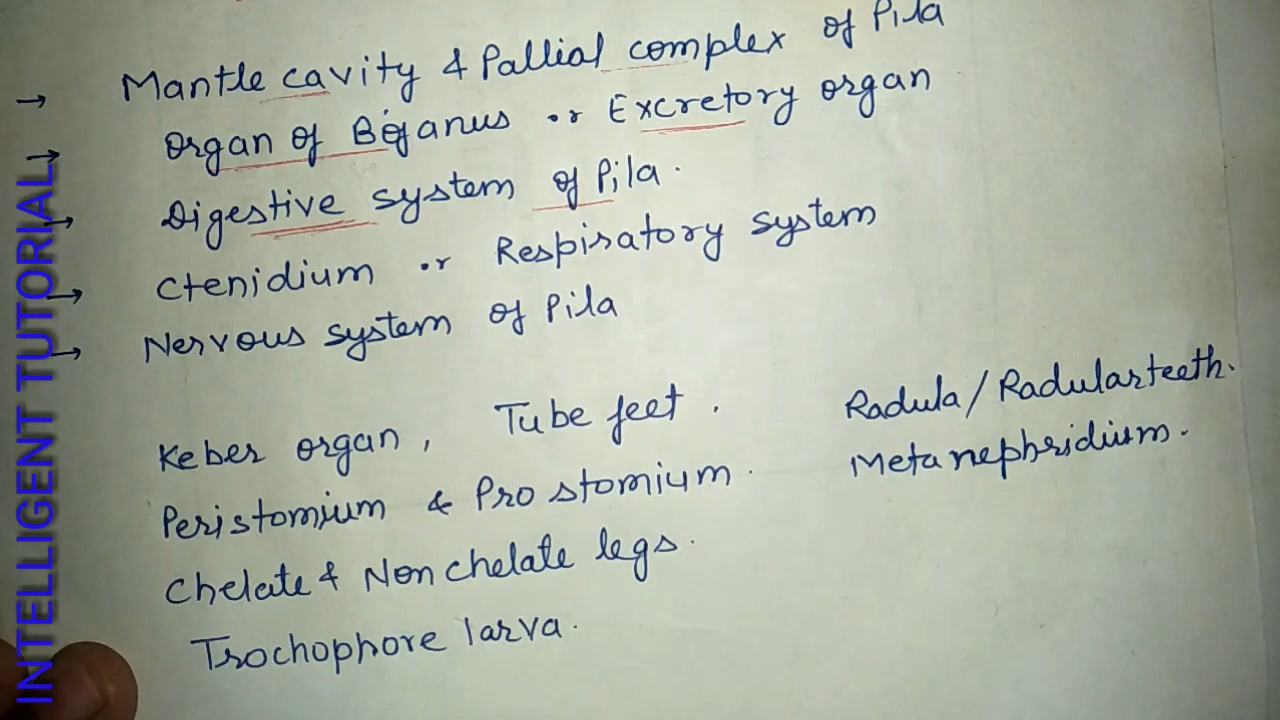 → Mantle cavity & Pallial complex of Pila
→ Organ of Bojanus or Excretory organ
→ Digestive system of Pila.
→ Ctenidium or Respiratory system
→ Nervous system of Pila
Keber organ, Tube feet. Radula/Radular teeth.
Peristomium & Prostomium. Metanephridium.
Chelate & Non chelate legs.
Trochophore larva.
INTELLIGENT TUTORIAL